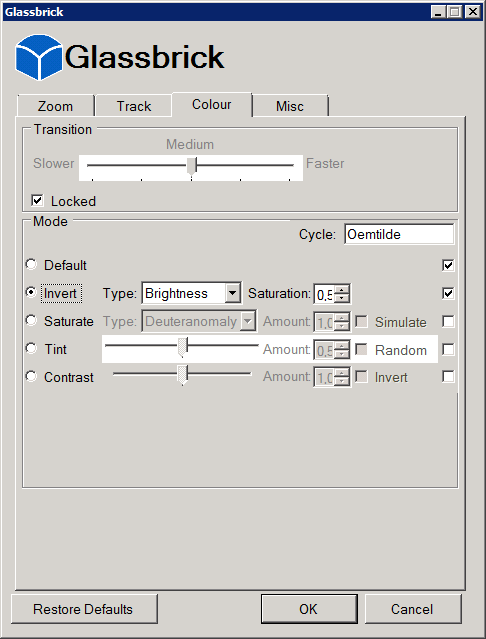 Glassbrick
Glassbrick
Zoom Track Colour Misc
Transition
Medium
Slower Faster
Locked
Mode
Cycle: Oemtilde
Default
Invert Type: Brightness Saturation: 0,5
Saturate Type: Deuteranomaly Amount: 1,0 Simulate
Tint Amount: 0,5 Random
Contrast Amount: 1,0 Invert
Restore Defaults OK Cancel